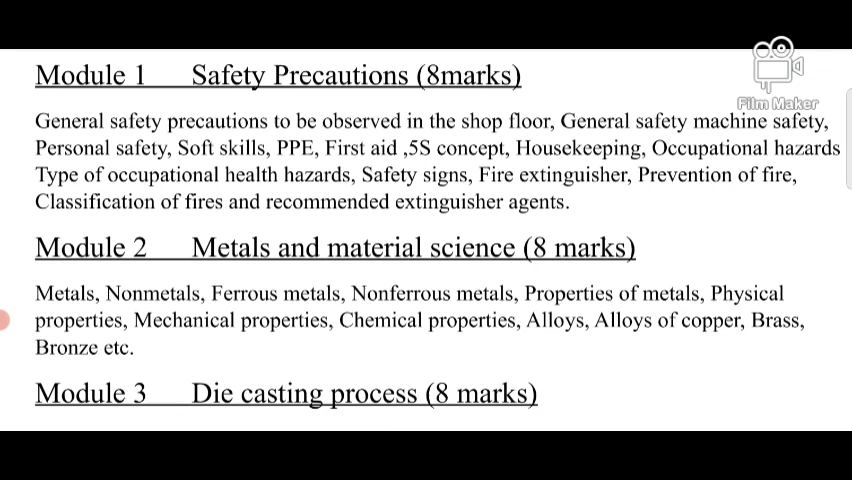 Film Maker
Module 1 Safety Precautions (8marks)
General safety precautions to be observed in the shop floor, General safety machine safety,
Personal safety, Soft skills, PPE, First aid ,5S concept, Housekeeping, Occupational hazards
Type of occupational health hazards, Safety signs, Fire extinguisher, Prevention of fire,
Classification of fires and recommended extinguisher agents.
Module 2 Metals and material science (8 marks)
Metals, Nonmetals, Ferrous metals, Nonferrous metals, Properties of metals, Physical
properties, Mechanical properties, Chemical properties, Alloys, Alloys of copper, Brass,
Bronze etc.
Module 3 Die casting process (8 marks)